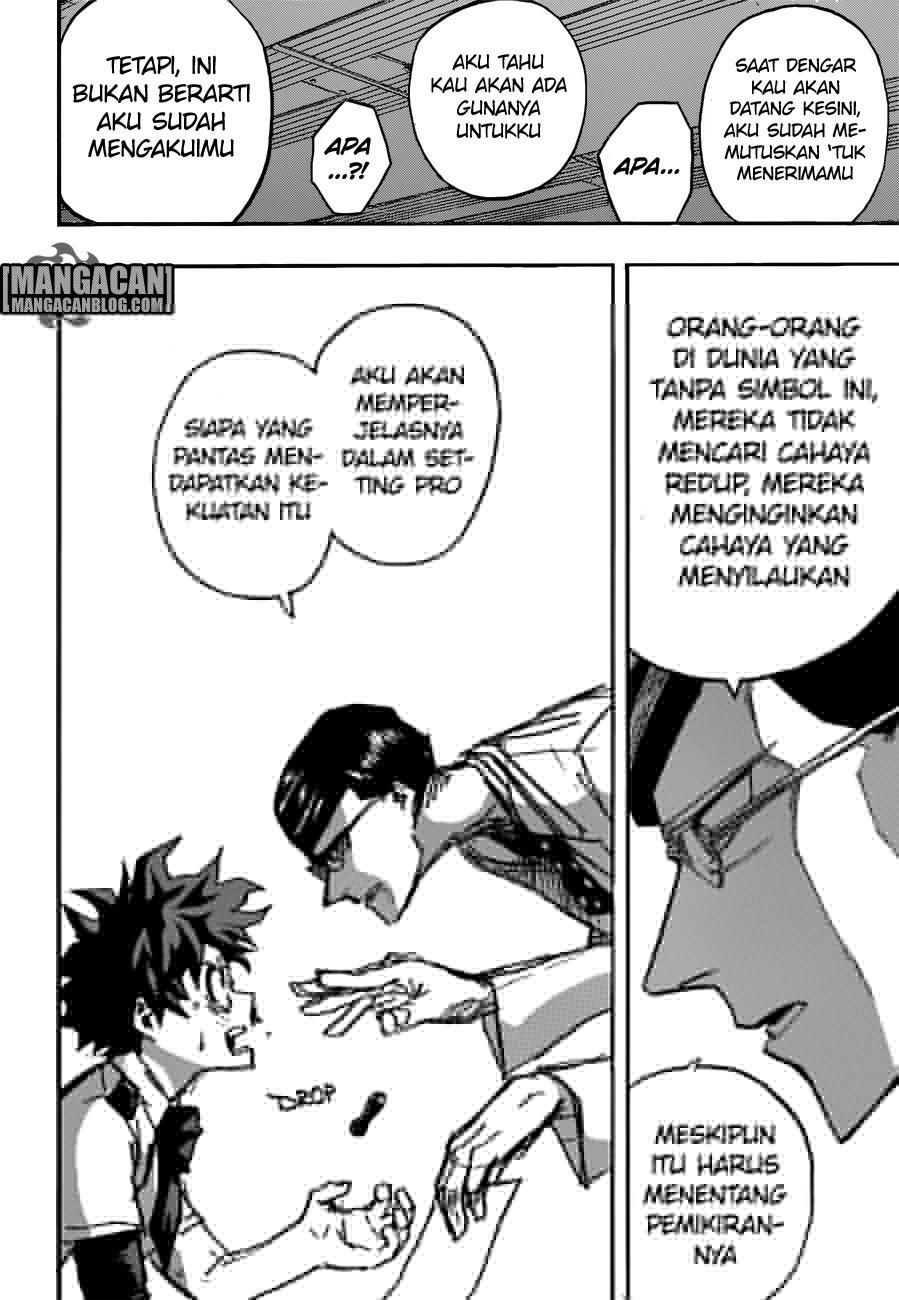 SAAT DENGAR
KAU AKAN
DATANG KESINI,
AKU SUDAH ME-
MUTUSKAN 'TUK
MENERIMAMU
APA...
AKU TAHU
KAU AKAN ADA
GUNANYA
UNTUKKU
APA
...?!
TETAPI, INI
BUKAN BERARTI
AKU SUDAH
MENGAKUIMU
MANGACAN
MANGACANBLOG.COM
ORANG-ORANG
DI DUNIA YANG
TANPA SIMBOL INI,
MEREKA TIDAK
MENCARI CAHAYA
REDUP, MEREKA
MENGINGINKAN
CAHAYA YANG
MENYILAUKAN
MESKIPUN
ITU HARUS
MENENTANG
PEMIKIRAN-
NYA
AKU AKAN
MEMPER-
JELASNYA
DALAM SET-
TING PRO
SIAPA YANG
PANTAS MEN-
DAPATKAN KE-
KUATAN ITU
DROP